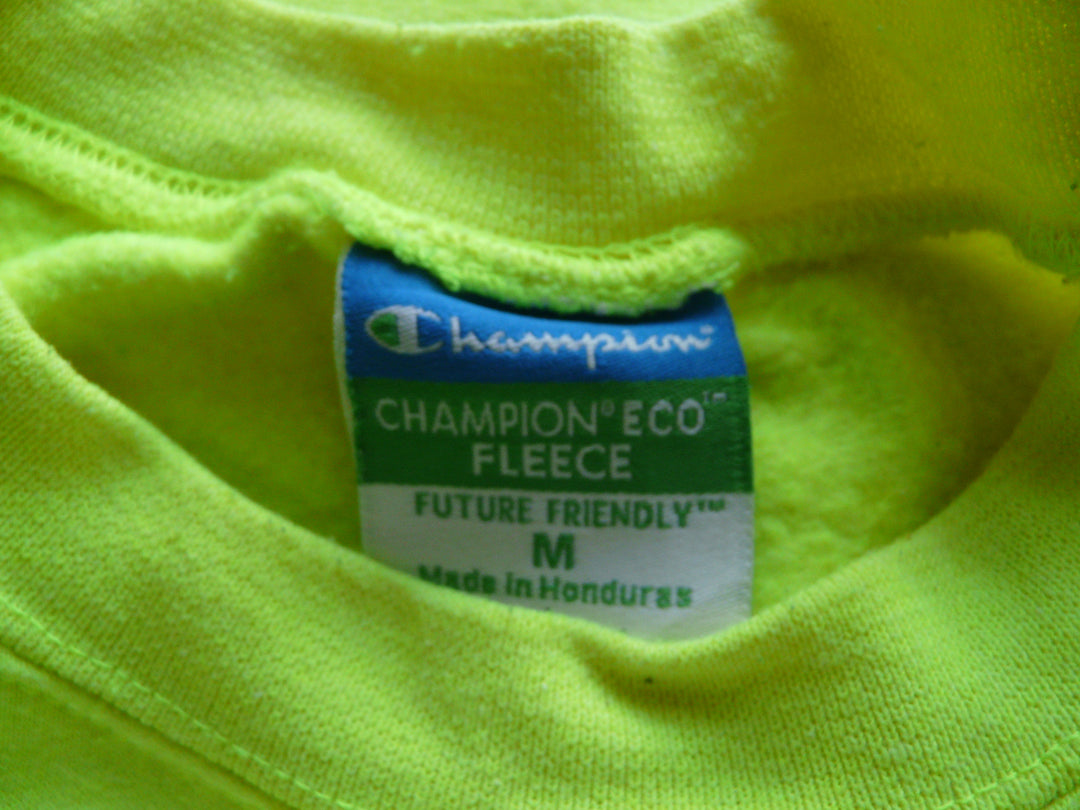 Champion
CHAMPION® ECO™
FLEECE
FUTURE FRIENDLY™
M
Made in Honduras